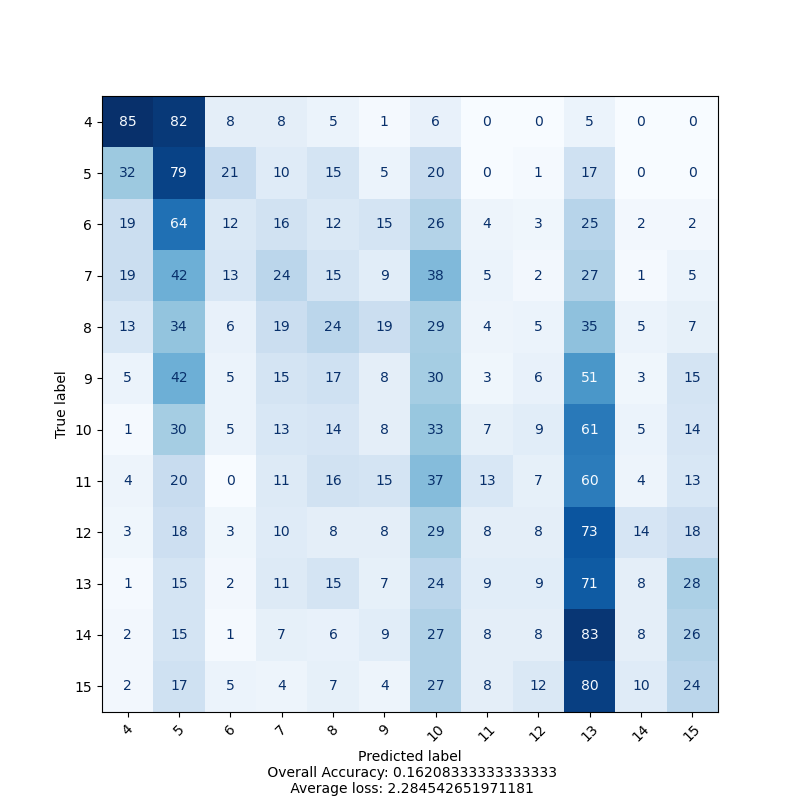 4 85 82 8 8 5 1 6 0 0 5 0 0
5 32 79 21 10 15 5 20 0 1 17 0 0
6 19 64 12 16 12 15 26 4 3 25 2 2
7 19 42 13 24 15 9 38 5 2 27 1 5
8 13 34 6 19 24 19 29 4 5 35 5 7
9 5 42 5 15 17 8 30 3 6 51 3 15
10 1 30 5 13 14 8 33 7 9 61 5 14
11 4 20 0 11 16 15 37 13 7 60 4 13
12 3 18 3 10 8 8 29 8 8 73 14 18
13 1 15 2 11 15 7 24 9 9 71 8 28
14 2 15 1 7 6 9 27 8 8 83 8 26
15 2 17 5 4 7 4 27 8 12 80 10 24
True label
4 5 6 7 8 9 10 11 12 13 14 15
Predicted label
Overall Accuracy: 0.16208333333333333
Average loss: 2.284542651971181